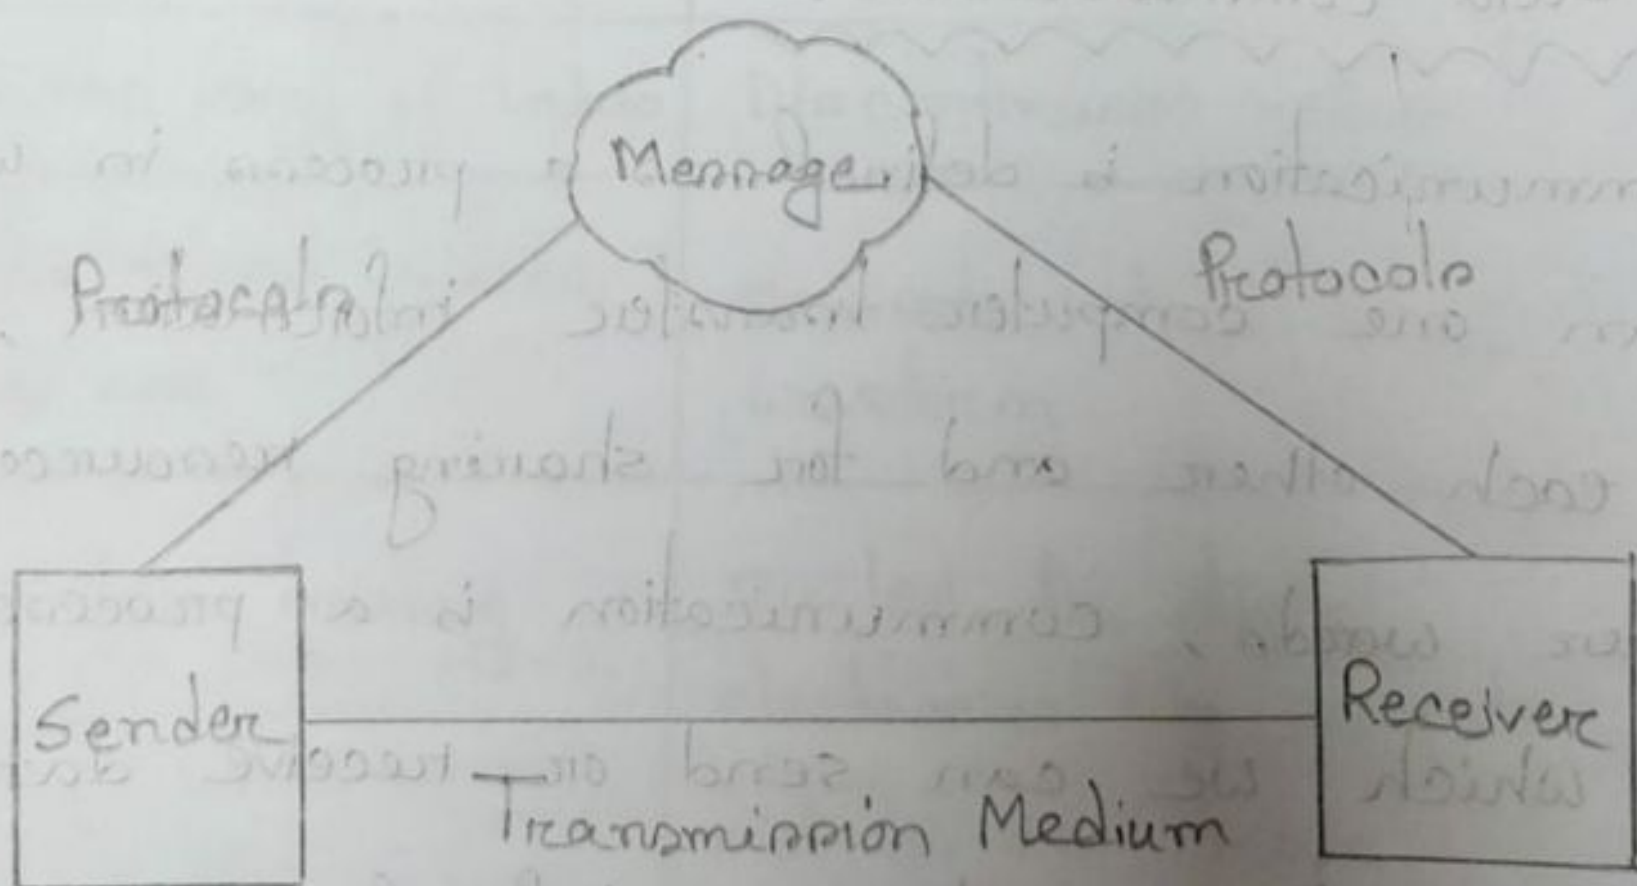 Message
Protocols
Protocols
Sender
Receiver
Transmission Medium